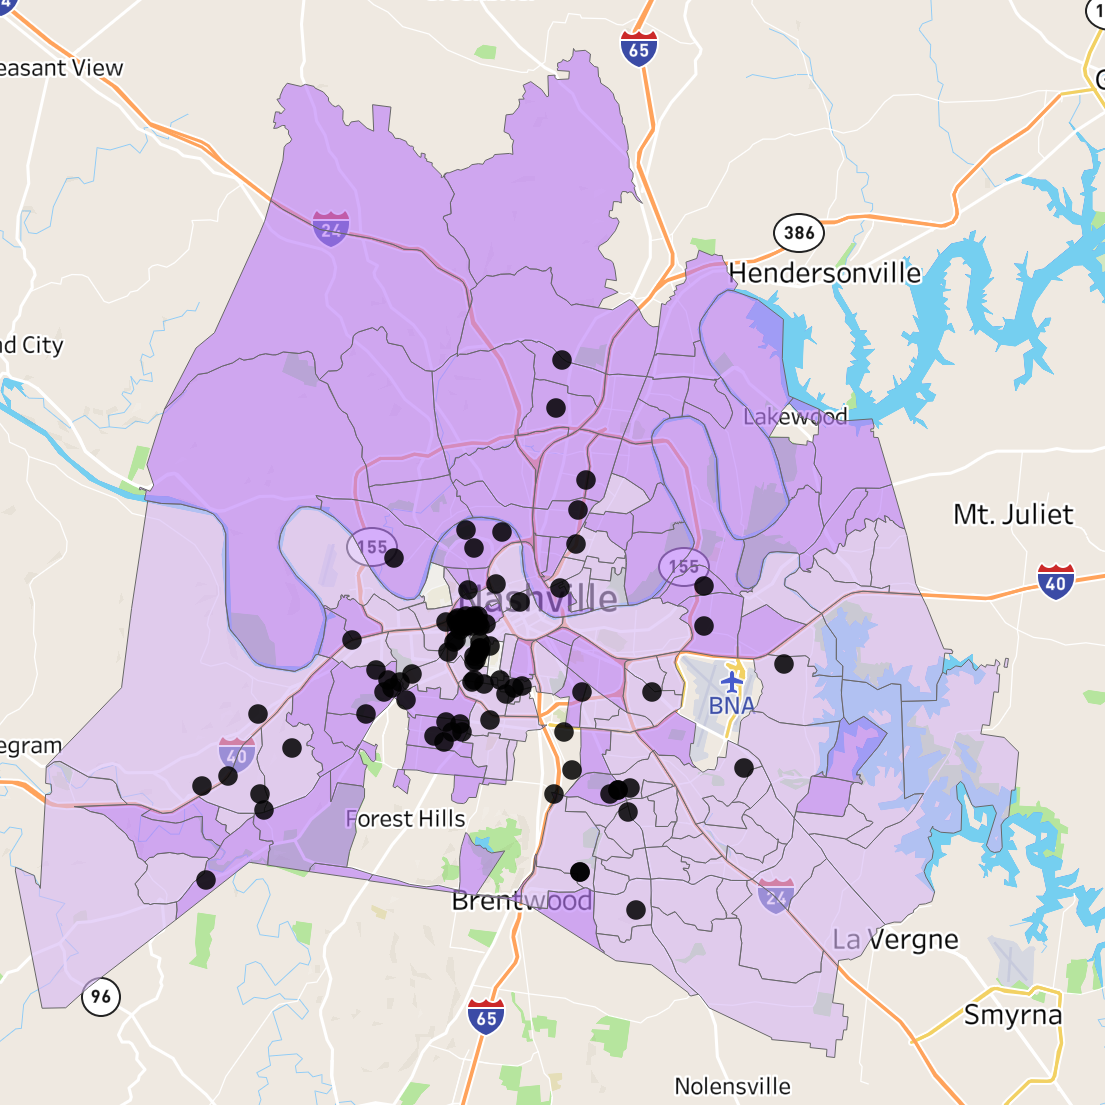 65
easant View
24
386
Hendersonville
nd City
Lakewood
Mt. Juliet
155
155
40
Nashville
BNA
egram
40
Forest Hills
24
Brentwood
La Vergne
96
65
Smyrna
Nolensville